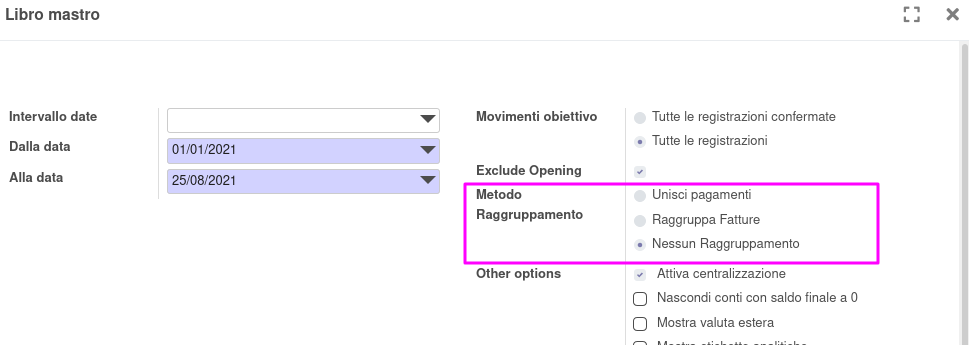 Libro mastro
Intervallo date
Dalla data 01/01/2021
Alla data 25/08/2021
Movimenti obiettivo
Tutte le registrazioni confermate
Tutte le registrazioni
Exclude Opening
Metodo
Raggruppamento
Unisci pagamenti
Raggruppa Fatture
Nessun Raggruppamento
Other options
Attiva centralizzazione
Nascondi conti con saldo finale a 0
Mostra valuta estera